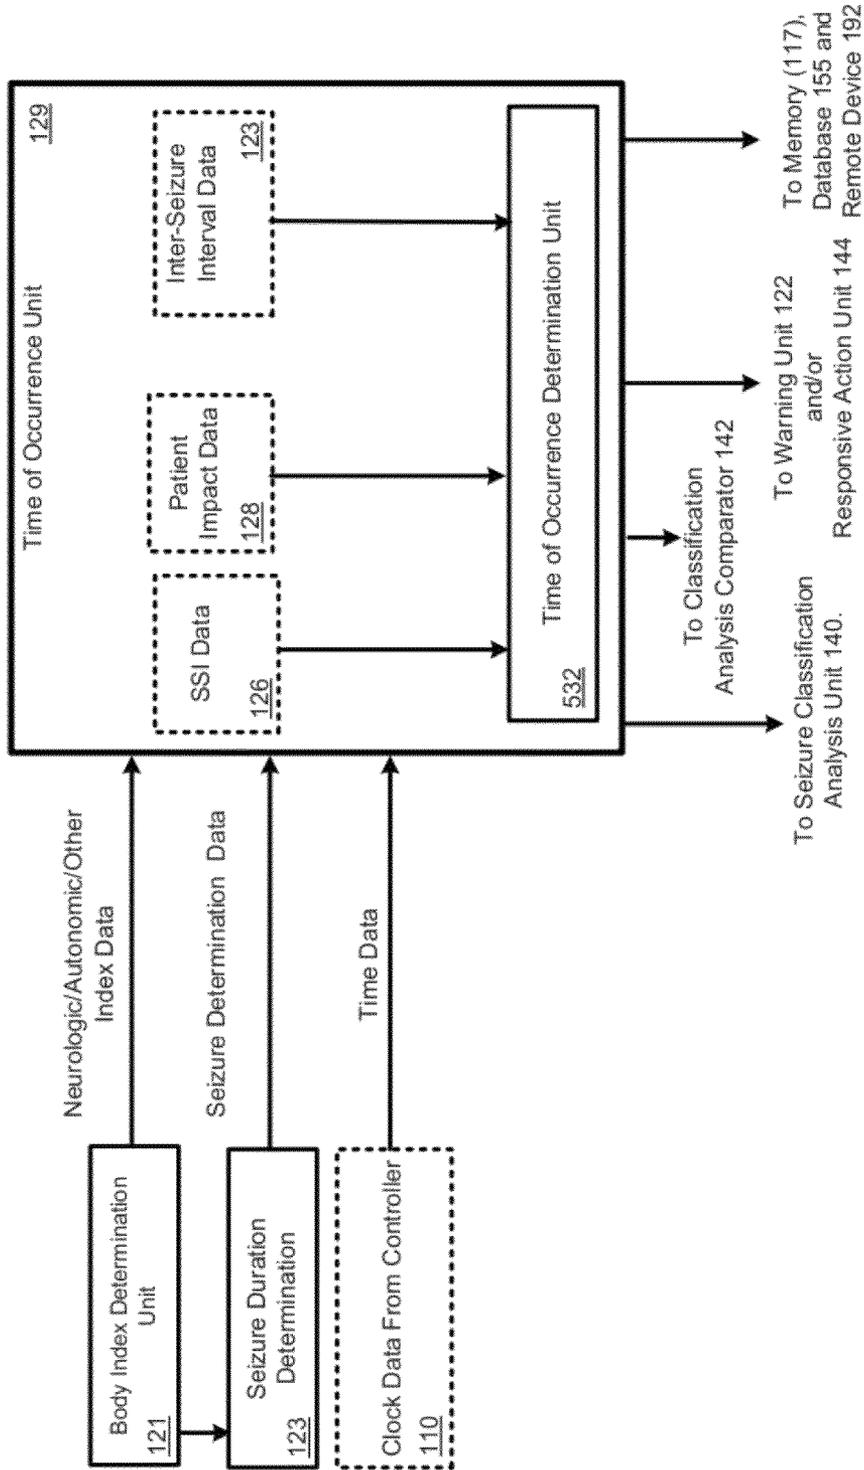 Body Index Determination
Unit
121
Seizure Duration
Determination
123
Clock Data From Controller
110
Neurologic/Autonomic/Other
Index Data
Seizure Determination Data
Time Data
Time of Occurrence Unit
129
SSI Data
126
Patient
Impact Data
128
Inter-Seizure
Interval Data
123
Time of Occurrence Determination Unit
532
To Seizure Classification
Analysis Unit 140.
To Classification
Analysis Comparator 142
To Warning Unit 122
and/or
Responsive Action Unit 144
To Memory (117),
Database 155 and
Remote Device 192